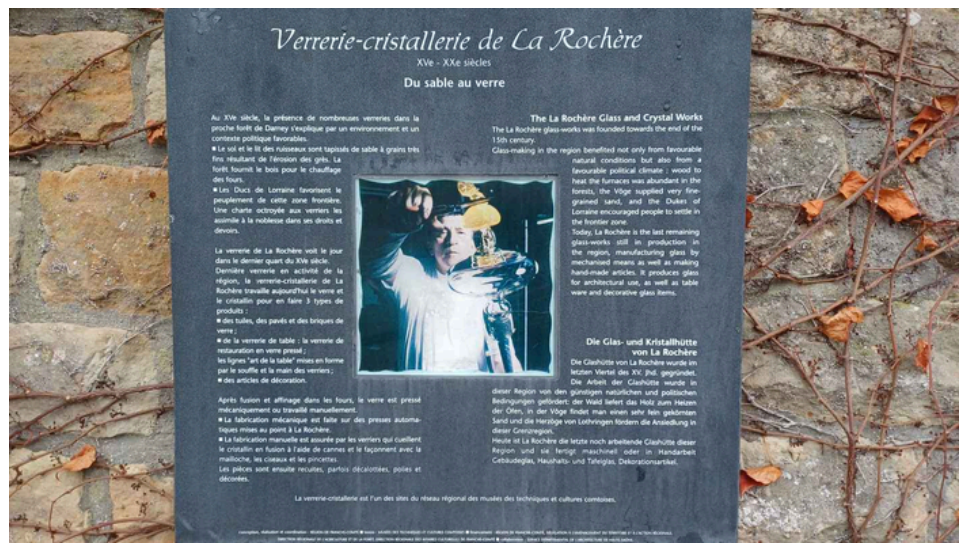 Verrerie-cristallerie de La Rochère
XVe - XXe siècles
Du sable au verre
Au XVe siècle, la présence de nombreuses verreries dans la
proche forêt de Darney s'explique par un environnement et un
contexte politique favorables.
■ Le sol et le lit des ruisseaux sont tapissés de sable à grains très
fins résultant de l'érosion des grés. La
forêt fournit le bois pour le chauffage
des fours.
■ Les Ducs de Lorraine favorisent le
peuplement de cette zone frontière.
Une charte octroyée aux verriers les
assimile à la noblesse dans ses droits et
devoirs.
La verrerie de La Rochère voit le jour
dans le dernier quart du XVe siècle.
Dernière verrerie en activité de la
région, la verrerie-cristallerie de La
Rochère travaille aujourd'hui le verre et
le cristallin pour en faire 3 types de
produits :
■ des tuiles, des pavés et des briques de
verre ;
■ de la verrerie de table : la verrerie de
restauration en verre pressé ;
les lignes "art de la table" mises en forme
par le souffle et la main des verriers ;
■ des articles de décoration.
Après fusion et affinage dans les fours, le verre est pressé
mécaniquement ou travaillé manuellement.
■ La fabrication mécanique est faite sur des presses automa-
tiques mises au point à La Rochère.
■ La fabrication manuelle est assurée par les verriers qui cueillent
le cristallin en fusion à l'aide de cannes et le façonnent avec la
mailloche, les ciseaux et les pincettes.
Les pièces sont ensuite recuites, parfois décalottées, polies et
décorées.
The La Rochère Glass and Crystal Works
The La Rochère glass-works was founded towards the end of the
15th century.
Glass-making in the region benefited not only from favourable
natural conditions but also from a
favourable political climate : wood to
heat the furnaces was abundant in the
forests, the Vôge supplied very fine-
grained sand, and the Dukes of
Lorraine encouraged people to settle in
the frontier zone.
Today, La Rochère is the last remaining
glass-works still in production in
the region, manufacturing glass by
mechanised means as well as making
hand-made articles. It produces glass
for architectural use, as well as table
ware and decorative glass items.
Die Glas- und Kristallhütte
von La Rochère
Die Glashütte von La Rochère wurde im
letzten Viertel des XV. Jhd. gegründet.
Die Arbeit der Glashütte wurde in
dieser Region von den günstigen natürlichen und politischen
Bedingungen gefördert: der Wald liefert das Holz zum Heizen
der Öfen, in der Vôge findet man einen sehr fein gekörnten
Sand und die Herzöge von Lothringen fördern die Ansiedlung in
dieser Grenzregion.
Heute ist La Rochère die letzte noch arbeitende Glashütte dieser
Region und sie fertigt maschinell oder in Handarbeit
Gebäudeglas, Haushalts- und Tafelglas, Dekorationsartikel.
La verrerie-cristallerie est l'un des sites du réseau régional des musées des techniques et cultures comtoises.